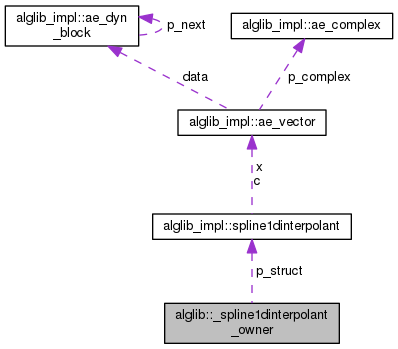 alglib_impl::ae_dyn
_block
p_next
alglib_impl::ae_complex
data
p_complex
alglib_impl::ae_vector
x
c
alglib_impl::spline1dinterpolant
p_struct
alglib::_spline1dinterpolant
_owner